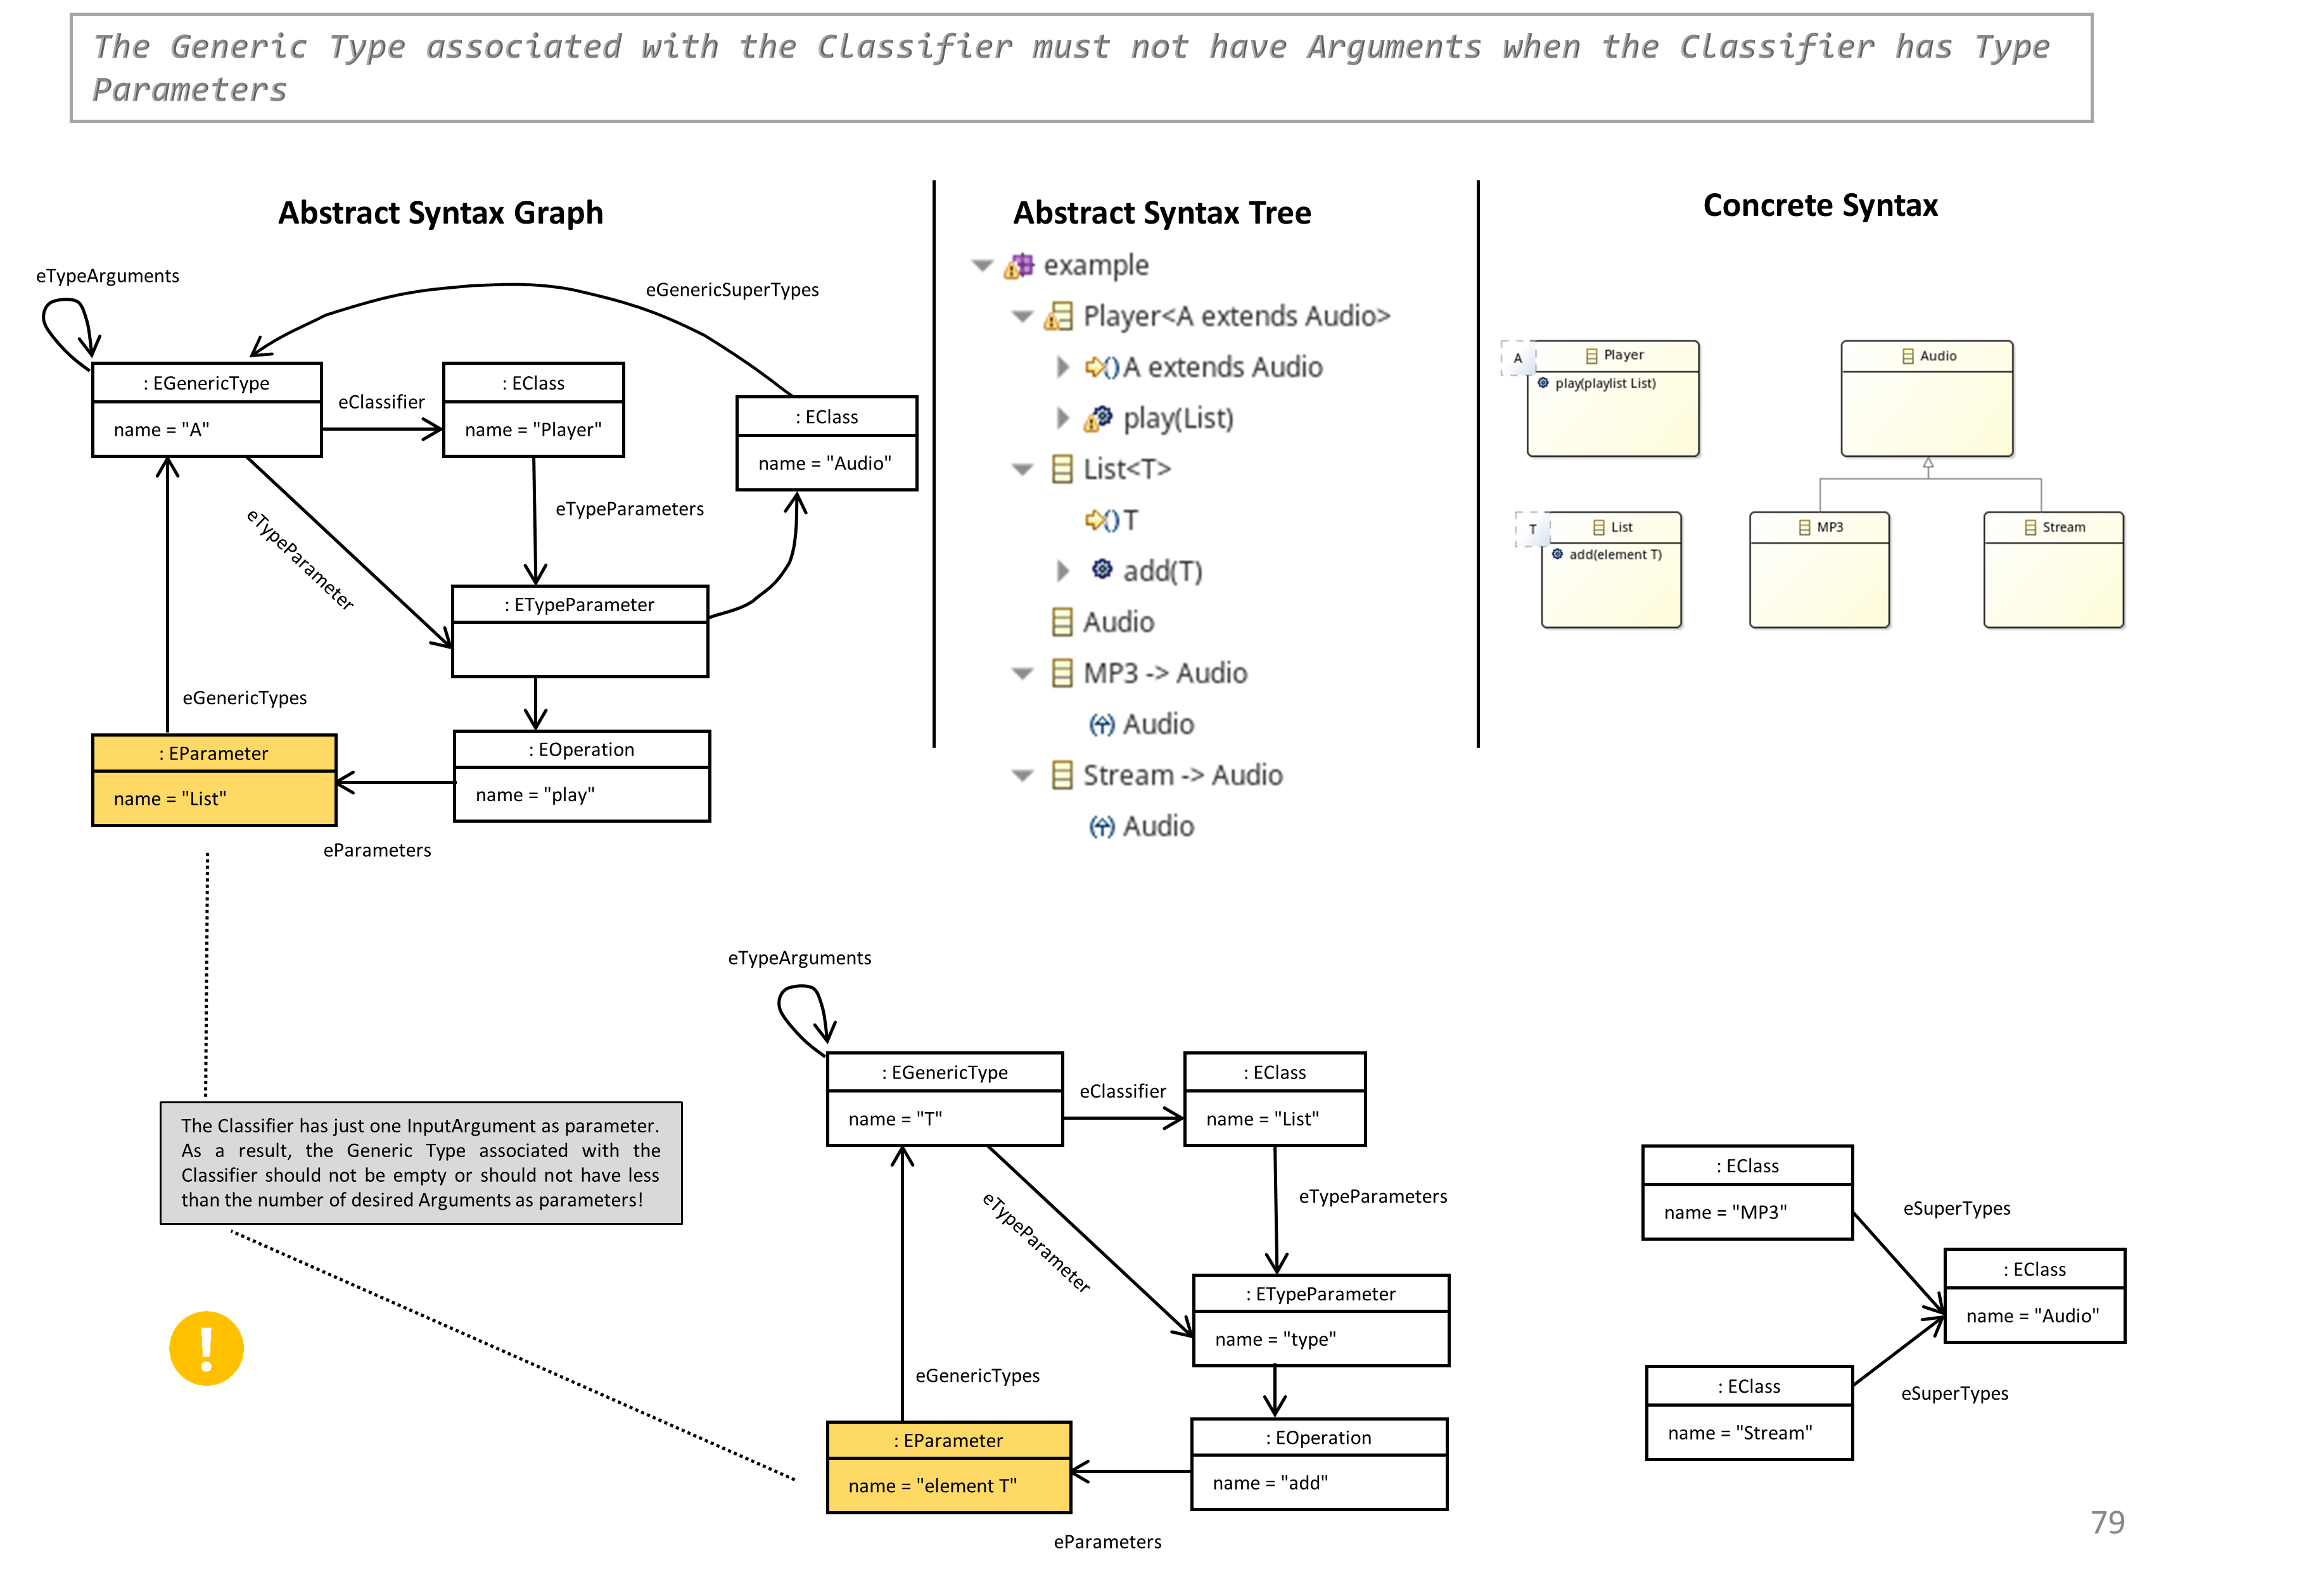 The Generic Type associated with the Classifier must not have Arguments when the Classifier has Type
Parameters
Abstract Syntax Graph
eTypeArguments
eGenericSuperTypes
: EGenericType
name = "A"
eClassifier
: EClass
name = "Player"
: EClass
name = "Audio"
eTypeParameter
eTypeParameters
: ETypeParameter
eGenericTypes
: EParameter
name = "List"
: EOperation
name = "play"
eParameters
Abstract Syntax Tree
example
Player<A extends Audio>
A extends Audio
play(List)
List<T>
T
add(T)
Audio
MP3 -> Audio
Audio
Stream -> Audio
Audio
Concrete Syntax
A
Player
play(playlist List)
Audio
T
List
add(element T)
MP3
Stream
The Classifier has just one InputArgument as parameter.
As a result, the Generic Type associated with the
Classifier should not be empty or should not have less
than the number of desired Arguments as parameters!
!
eTypeArguments
: EGenericType
name = "T"
eClassifier
: EClass
name = "List"
eTypeParameter
eTypeParameters
: ETypeParameter
name = "type"
eGenericTypes
: EParameter
name = "element T"
: EOperation
name = "add"
eParameters
: EClass
name = "MP3"
eSuperTypes
: EClass
name = "Audio"
: EClass
name = "Stream"
eSuperTypes
79